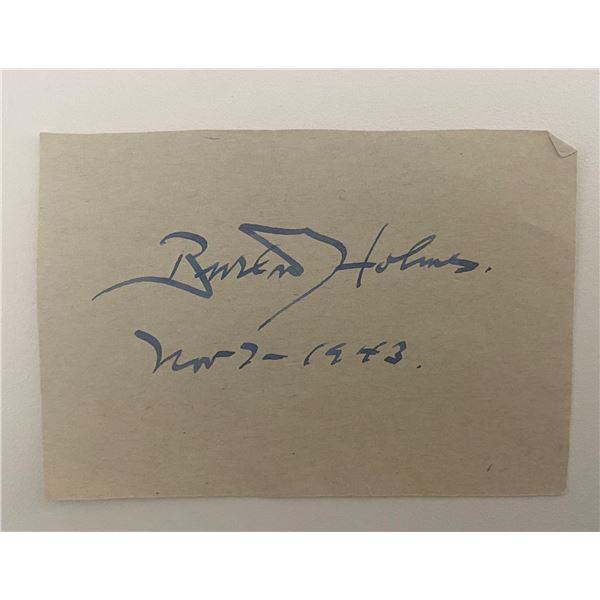 Burton Holmes.
Nov 7 - 1943.